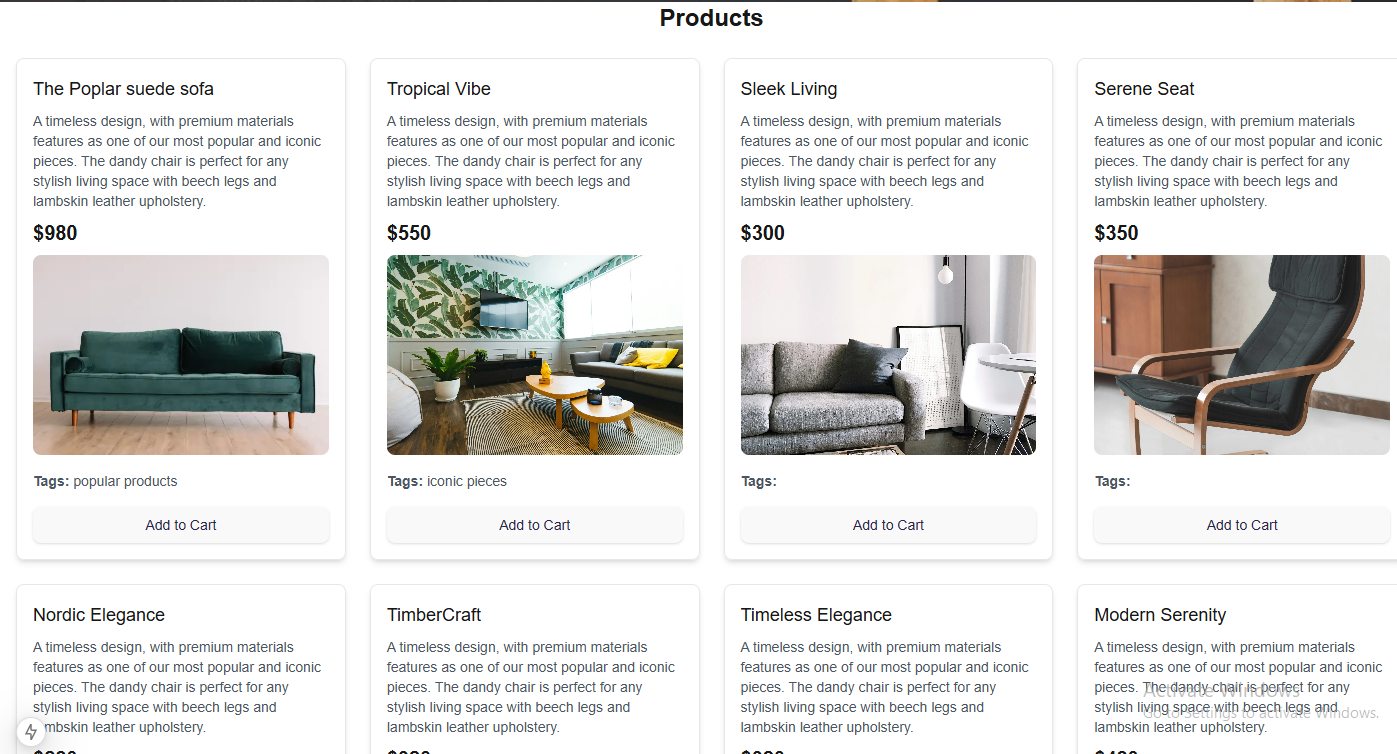 Products
The Poplar suede sofa
A timeless design, with premium materials
features as one of our most popular and iconic
pieces. The dandy chair is perfect for any
stylish living space with beech legs and
lambskin leather upholstery.
$980
Tags: popular products
Add to Cart
Tropical Vibe
A timeless design, with premium materials
features as one of our most popular and iconic
pieces. The dandy chair is perfect for any
stylish living space with beech legs and
lambskin leather upholstery.
$550
Tags: iconic pieces
Add to Cart
Sleek Living
A timeless design, with premium materials
features as one of our most popular and iconic
pieces. The dandy chair is perfect for any
stylish living space with beech legs and
lambskin leather upholstery.
$300
Tags:
Add to Cart
Serene Seat
A timeless design, with premium materials
features as one of our most popular and iconic
pieces. The dandy chair is perfect for any
stylish living space with beech legs and
lambskin leather upholstery.
$350
Tags:
Add to Cart
Nordic Elegance
A timeless design, with premium materials
features as one of our most popular and iconic
pieces. The dandy chair is perfect for any
stylish living space with beech legs and
lambskin leather upholstery.
TimberCraft
A timeless design, with premium materials
features as one of our most popular and iconic
pieces. The dandy chair is perfect for any
stylish living space with beech legs and
lambskin leather upholstery.
Timeless Elegance
A timeless design, with premium materials
features as one of our most popular and iconic
pieces. The dandy chair is perfect for any
stylish living space with beech legs and
lambskin leather upholstery.
Modern Serenity
A timeless design, with premium materials
features as one of our most popular and iconic
pieces. The dandy chair is perfect for any
stylish living space with beech legs and
lambskin leather upholstery.
Activate Windows
Go to Settings to activate Windows.